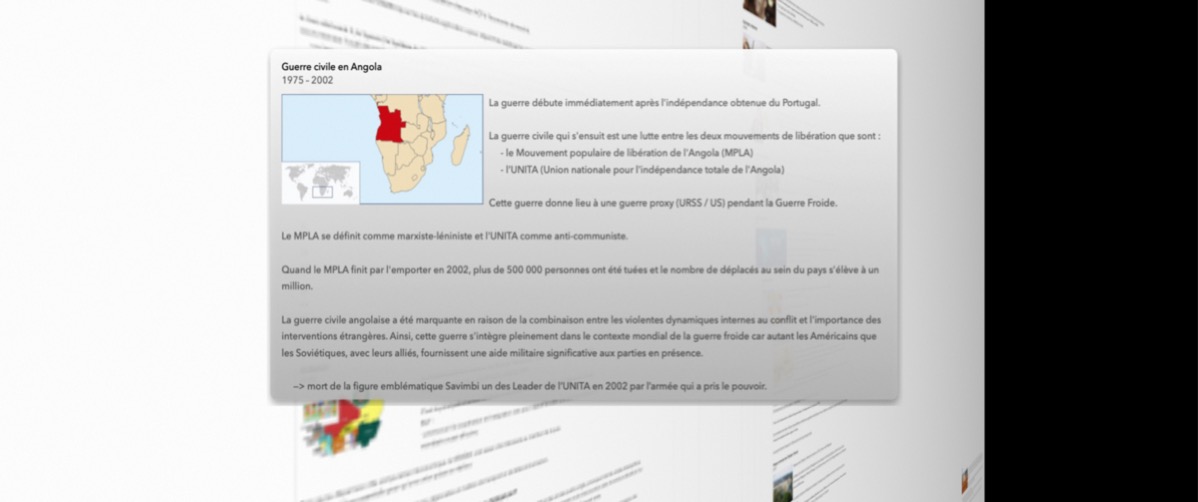 Guerre civile en Angola
1975 - 2002
La guerre débute immédiatement après l'indépendance obtenue du Portugal.
La guerre civile qui s'ensuit est une lutte entre les deux mouvements de libération que sont :
- le Mouvement populaire de libération de l'Angola (MPLA)
- l'UNITA (Union nationale pour l'indépendance totale de l'Angola)
Cette guerre donne lieu à une guerre proxy (URSS / US) pendant la Guerre Froide.
Le MPLA se définit comme marxiste-léniniste et l'UNITA comme anti-communiste.
Quand le MPLA finit par l'emporter en 2002, plus de 500 000 personnes ont été tuées et le nombre de déplacés au sein du pays s'élève à un
million.
La guerre civile angolaise a été marquante en raison de la combinaison entre les violentes dynamiques internes au conflit et l'importance des
interventions étrangères. Ainsi, cette guerre s'intègre pleinement dans le contexte mondial de la guerre froide car autant les Américains que
les Soviétiques, avec leurs alliés, fournissent une aide militaire significative aux parties en présence.
–> mort de la figure emblématique Savimbi un des Leader de l'UNITA en 2002 par l'armée qui a pris le pouvoir.